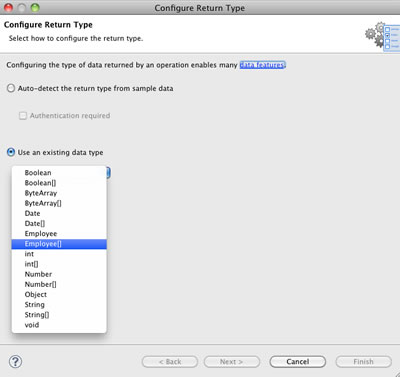 Configure Return Type
Configure Return Type
Select how to configure the return type.
Configuring the type of data returned by an operation enables many data features.
Auto-detect the return type from sample data
Authentication required
Use an existing data type
Boolean
Boolean[]
ByteArray
ByteArray[]
Date
Date[]
Employee
Employee[]
int
int[]
Number
Number[]
Object
String
String[]
void
?
< Back
Next >
Cancel
Finish